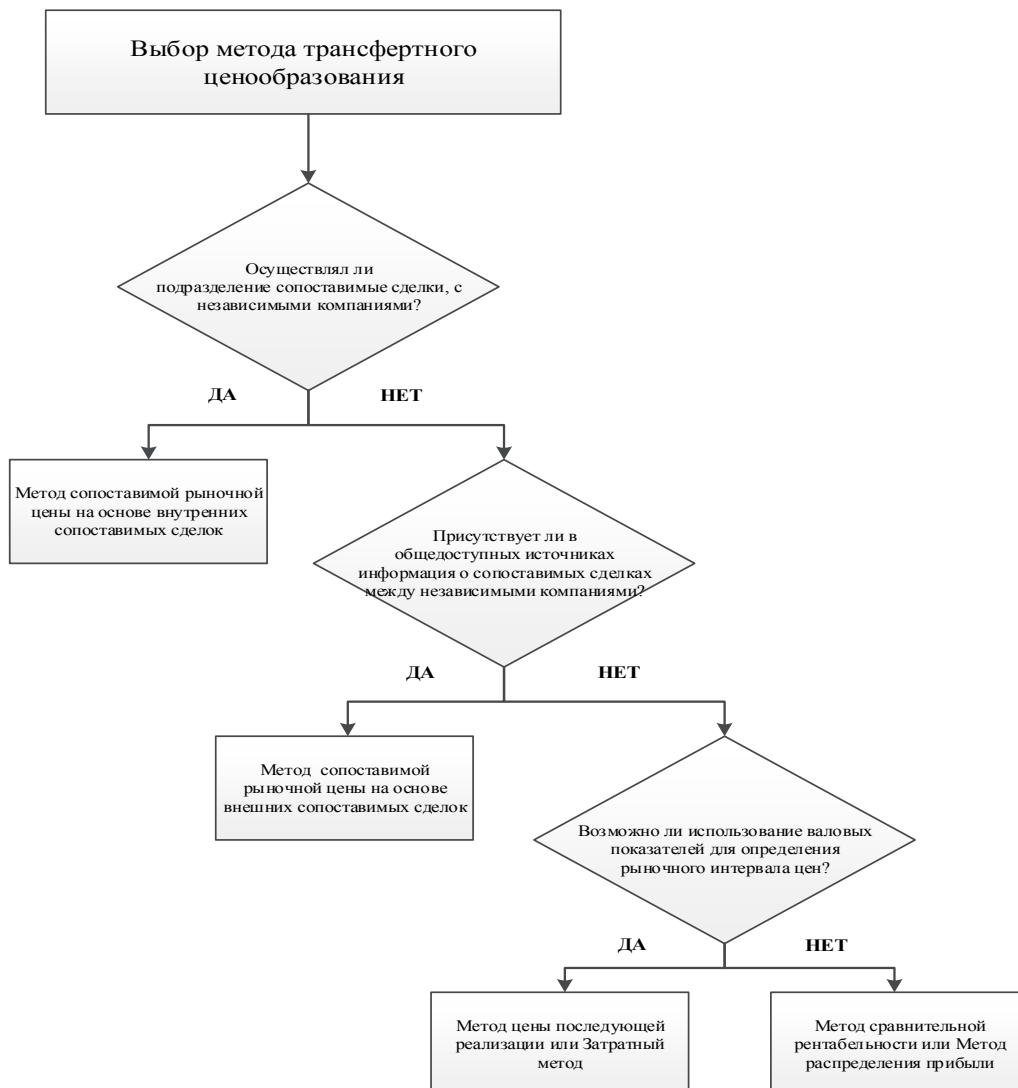 Выбор метода трансфертного
ценообразования
Осуществлял ли
подразделение сопоставимые сделки, с
независимыми компаниями?
ДА
НЕТ
Метод сопоставимой рыночной
цены на основе внутренних
сопоставимых сделок
Присутствует ли в
общедоступных источниках
информация о сопоставимых сделках
между независимыми компаниями?
ДА
НЕТ
Метод сопоставимой
рыночной цены на основе
внешних сопоставимых сделок
Возможно ли использование валовых
показателей для определения
рыночного интервала цен?
ДА
НЕТ
Метод цены последующей
реализации или Затратный
метод
Метод сравнительной
рентабельности или Метод
распределения прибыли